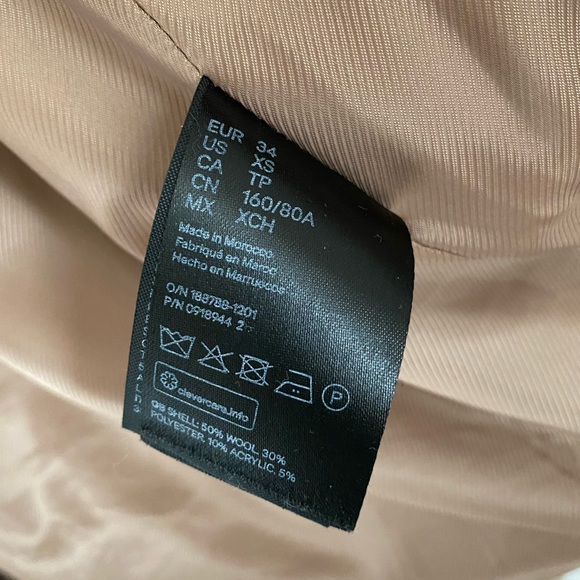 EUR 34
US XS
CA TP
CN 160/80A
MX XCH
Made in Morocco
Fabriqué en Maroc
Hecho en Marruecos
O/N 188788-1201
P/N 0918944 2
P
clevercare.info
GB SHELL: 50% WOOL, 30%
POLYESTER, 10% ACRYLIC, 5%